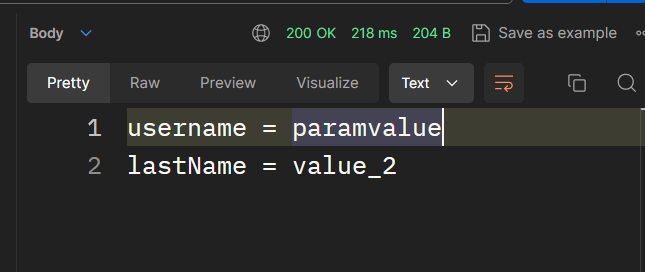 Body 200 OK 218 ms 204 B Save as example
Pretty Raw Preview Visualize Text
1 username = paramvalue
2 lastName = value_2